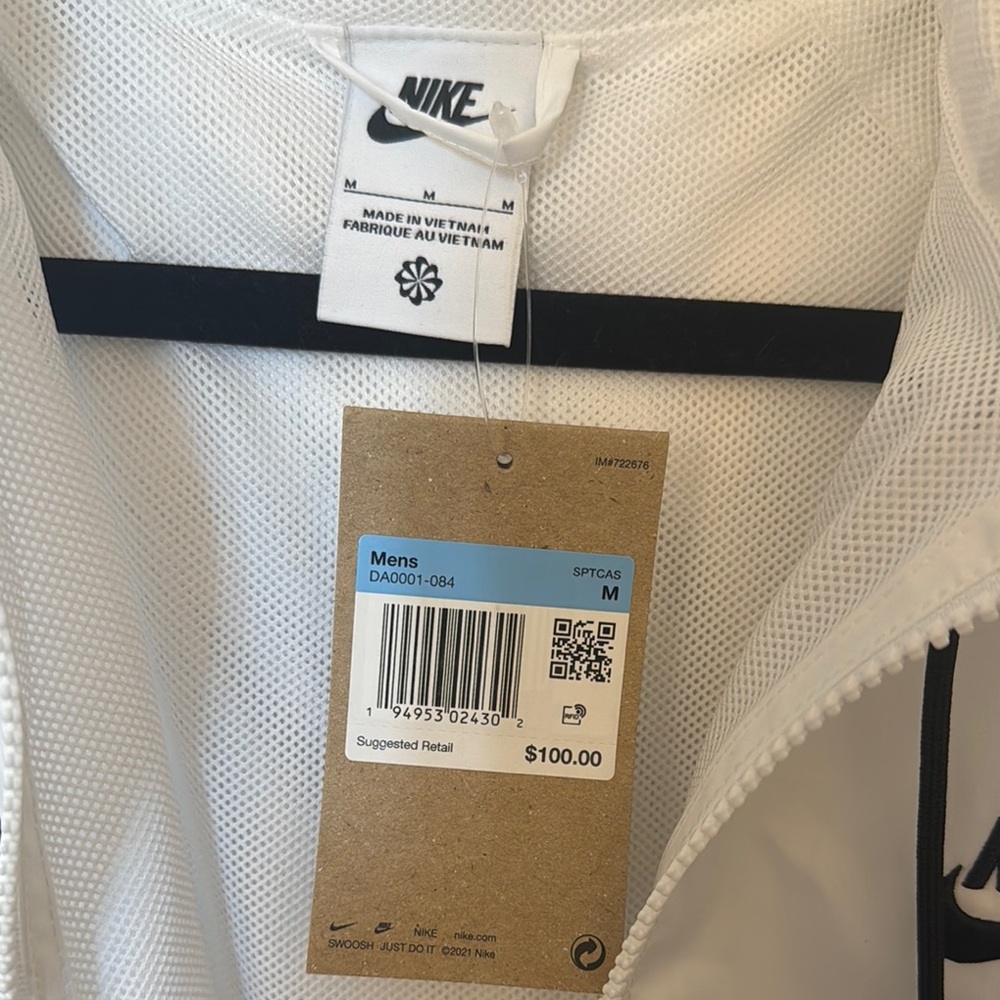 NIKE
M M M
MADE IN VIETNAM
FABRIQUE AU VIETNAM
IM#722676
Mens
DA0001-084
SPTCAS
M
1 94953 02430 2
RFID
Suggested Retail $100.00
NIKE nike.com
SWOOSH JUST DO IT ©2021 Nike